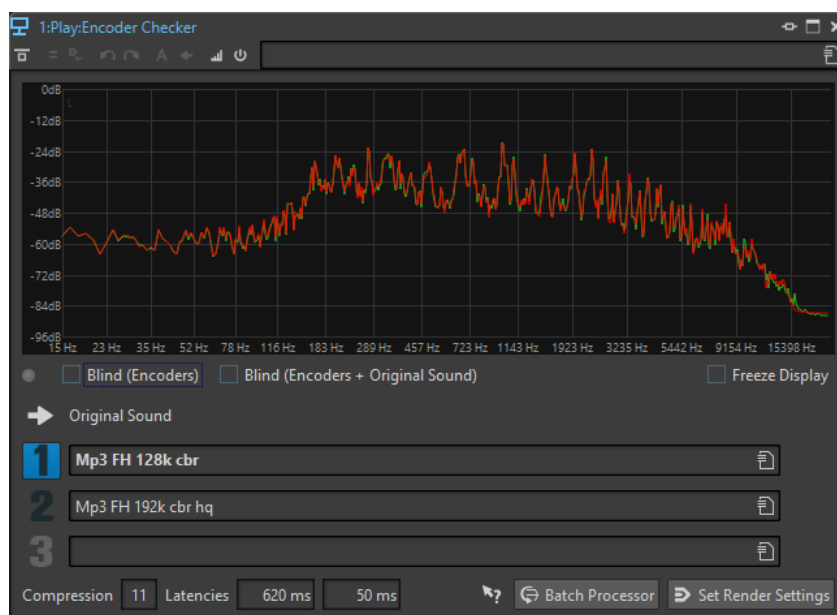 1:Play:Encoder Checker
A
0dB
L
-12dB
-24dB
-36dB
-48dB
-60dB
-72dB
-84dB
-96dB
15 Hz 23 Hz 35 Hz 52 Hz 78 Hz 116 Hz 183 Hz 289 Hz 457 Hz 723 Hz 1143 Hz 1923 Hz 3235 Hz 5442 Hz 9154 Hz 15398 Hz
Blind (Encoders) Blind (Encoders + Original Sound) Freeze Display
Original Sound
1 Mp3 FH 128k cbr
2 Mp3 FH 192k cbr hq
3
Compression 11 Latencies 620 ms 50 ms ? Batch Processor Set Render Settings